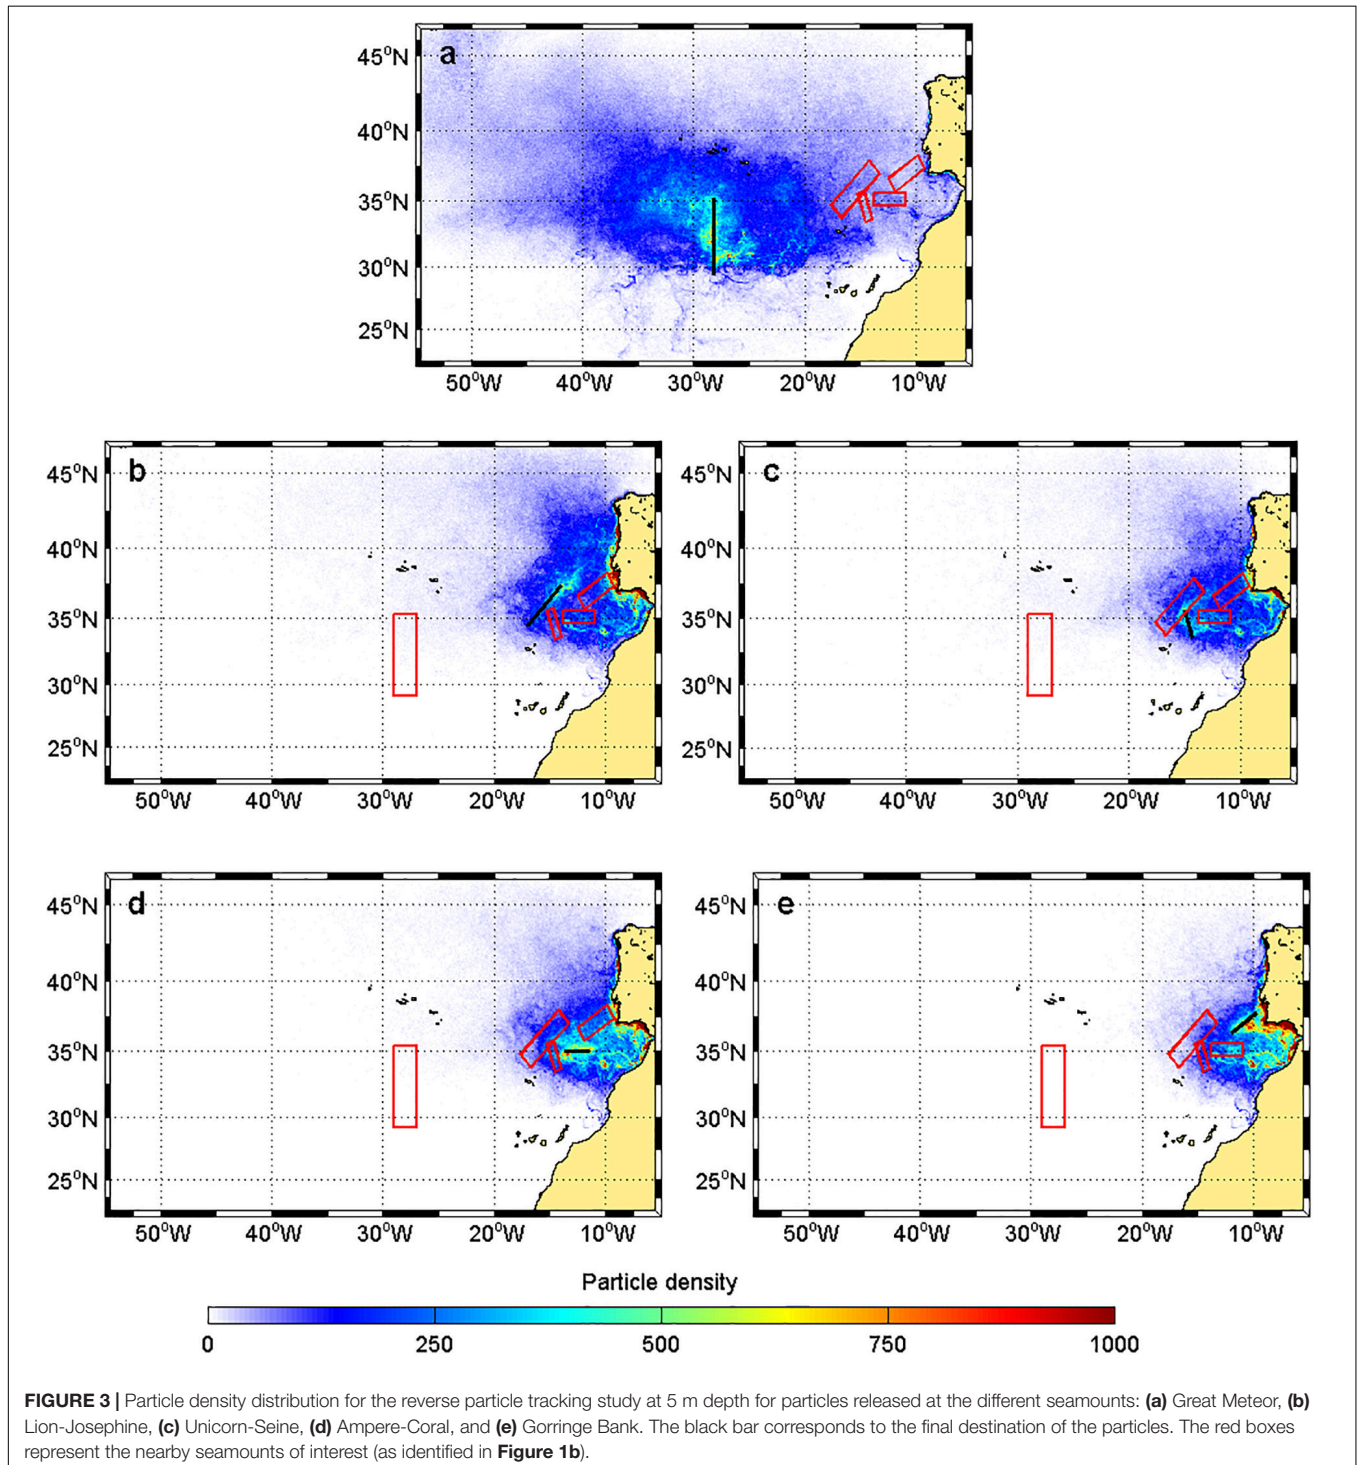 a
45°N
40°N
35°N
30°N
25°N
50°W 40°W 30°W 20°W 10°W
b
45°N
40°N
35°N
30°N
25°N
50°W 40°W 30°W 20°W 10°W
c
45°N
40°N
35°N
30°N
25°N
50°W 40°W 30°W 20°W 10°W
d
45°N
40°N
35°N
30°N
25°N
50°W 40°W 30°W 20°W 10°W
e
45°N
40°N
35°N
30°N
25°N
50°W 40°W 30°W 20°W 10°W
Particle density
0 250 500 750 1000
FIGURE 3 | Particle density distribution for the reverse particle tracking study at 5 m depth for particles released at the different seamounts: (a) Great Meteor, (b)
Lion-Josephine, (c) Unicorn-Seine, (d) Ampere-Coral, and (e) Gorringe Bank. The black bar corresponds to the final destination of the particles. The red boxes
represent the nearby seamounts of interest (as identified in Figure 1b).